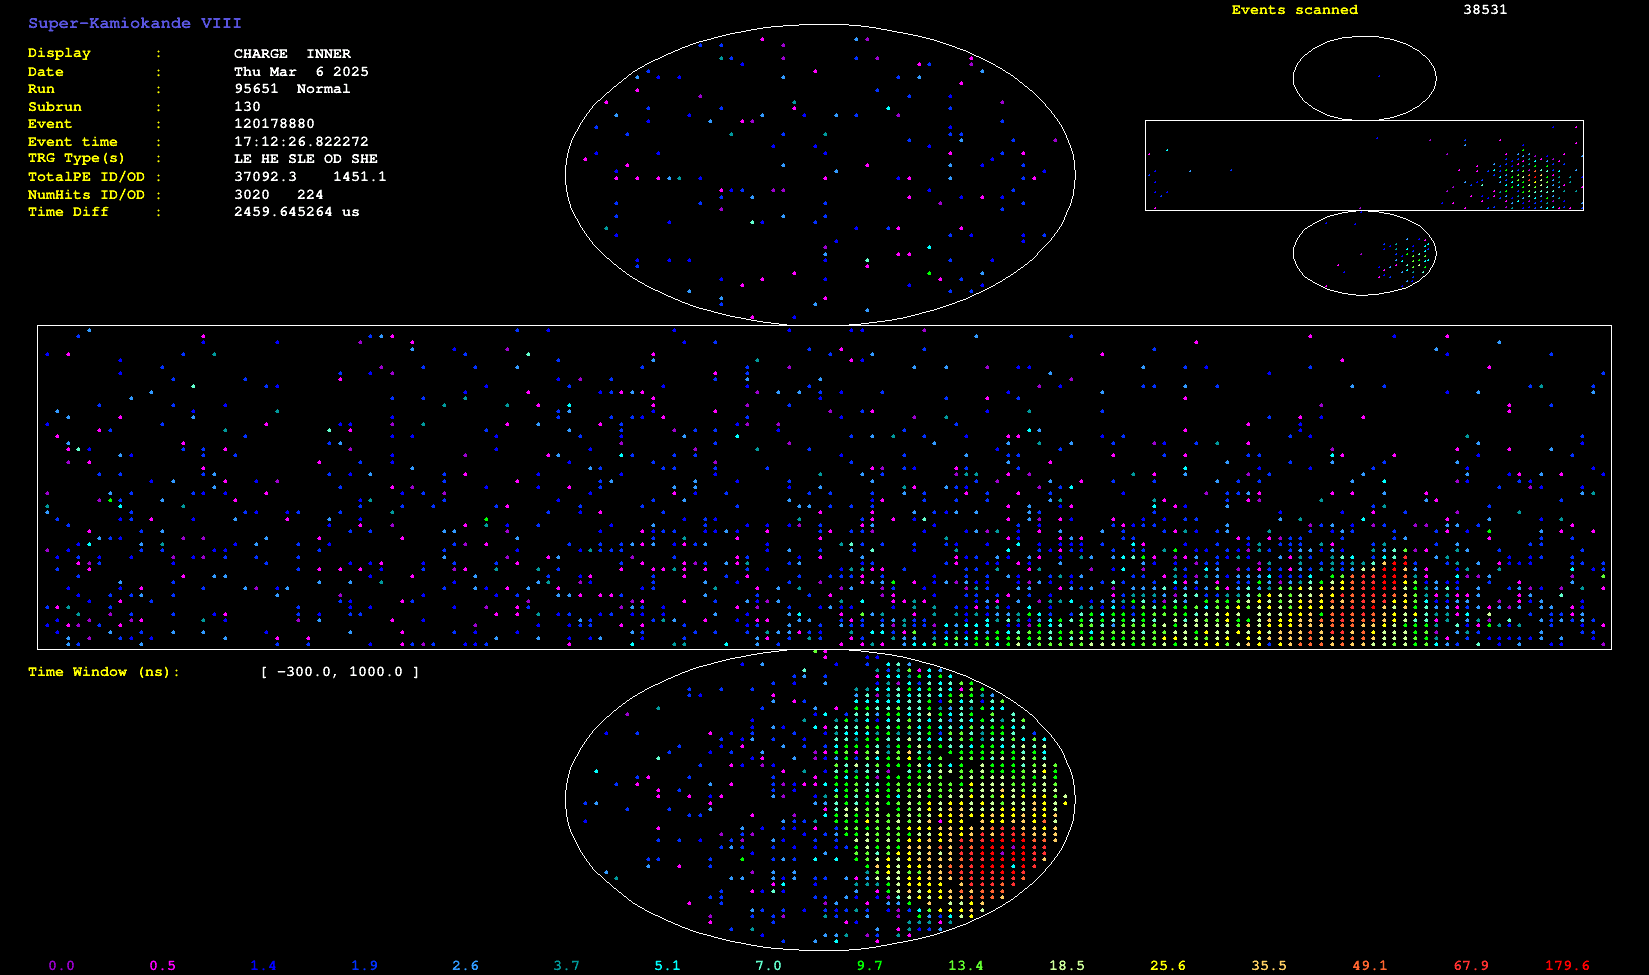 Super-Kamiokande VIII
Events scanned 38531
Display : CHARGE INNER
Date : Thu Mar 6 2025
Run : 95651 Normal
Subrun : 130
Event : 120178880
Event time : 17:12:26.822272
TRG Type(s) : LE HE SLE OD SHE
TotalPE ID/OD : 37092.3 1451.1
NumHits ID/OD : 3020 224
Time Diff : 2459.645264 us
Time Window (ns): [ -300.0, 1000.0 ]
0.0 0.5 1.4 1.9 2.6 3.7 5.1 7.0 9.7 13.4 18.5 25.6 35.5 49.1 67.9 179.6